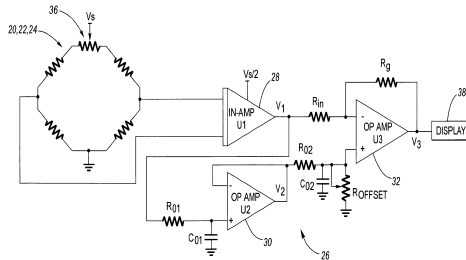 20,22,24
36
Vs
Vs/2
28
IN-AMP
U1
V1
Rin
Rg
-
+
OP AMP
U3
V3
DISPLAY
38
32
R02
C02
ROFFSET
-
+
OP AMP
U2
V2
30
R01
C01
26